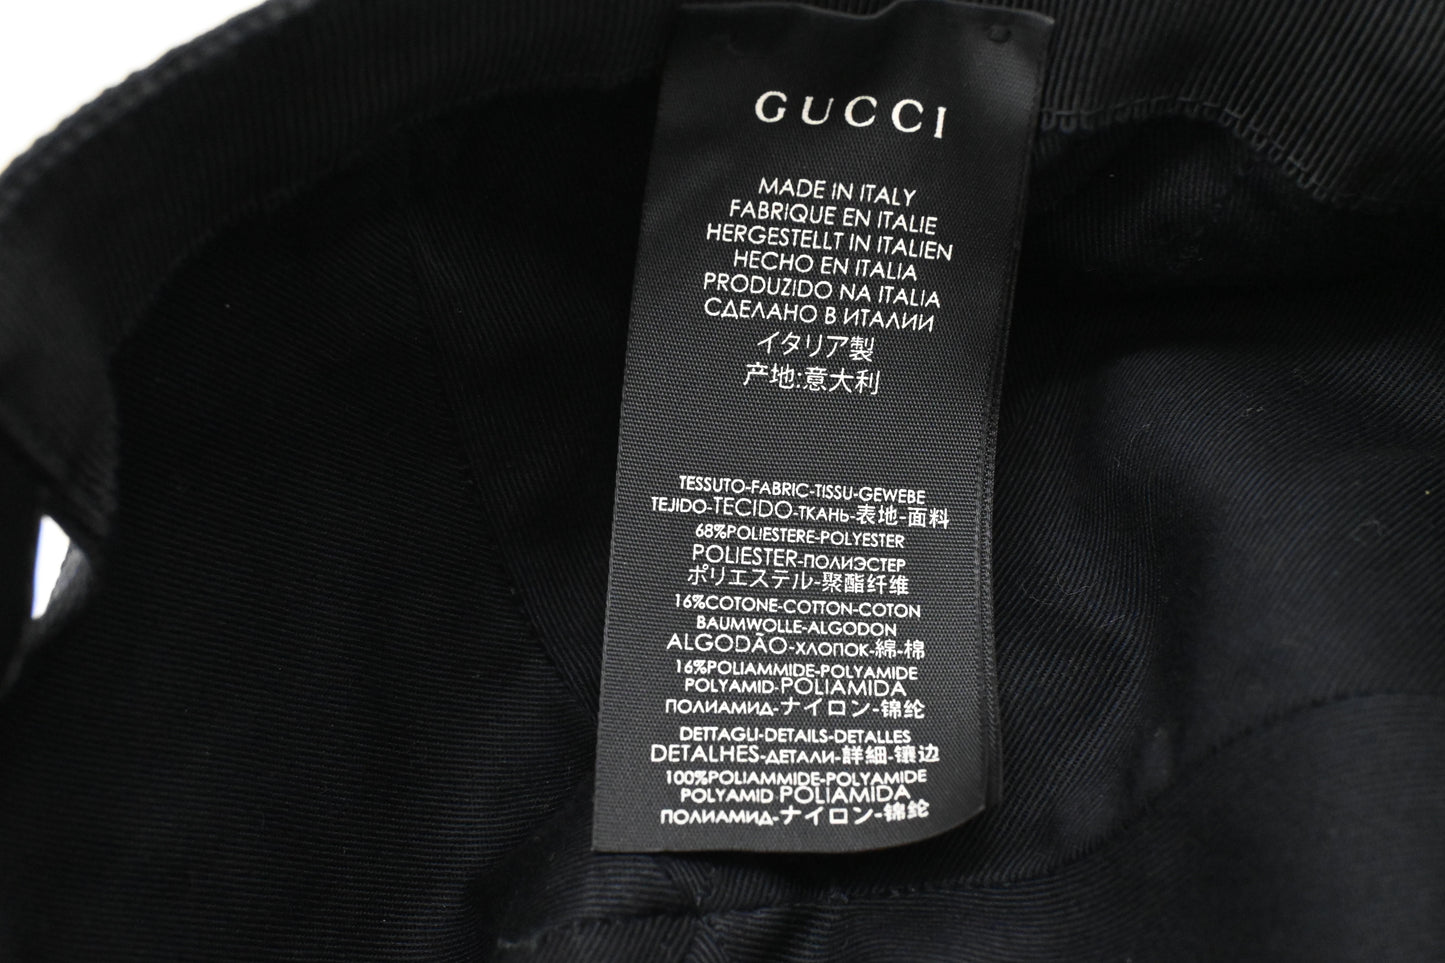 GUCCI
MADE IN ITALY
FABRIQUE EN ITALIE
HERGESTELLT IN ITALIEN
HECHO EN ITALIA
PRODUZIDO NA ITALIA
СДЕЛАНО В ИТАЛИИ
イタリア製
产地:意大利
TESSUTO-FABRIC-TISSU-GEWEBE
TEJIDO-TECIDO-ТКАНЬ-表地-面料
68%POLIESTERE-POLYESTER
POLIESTER-ПОЛИЭСТЕР
ポリエステル-聚酯纤维
16%COTONE-COTTON-COTON
BAUMWOLLE-ALGODON
ALGODÃO-ХЛОПОК-綿-棉
16%POLIAMMIDE-POLYAMIDE
POLYAMID-POLIAMIDA
ПОЛИАМИД-ナイロン-锦纶
DETTAGLI-DETAILS-DETALLES
DETALHES-ДЕТАЛИ-詳細-镶边
100%POLIAMMIDE-POLYAMIDE
POLYAMID-POLIAMIDA
ПОЛИАМИД-ナイロン-锦纶